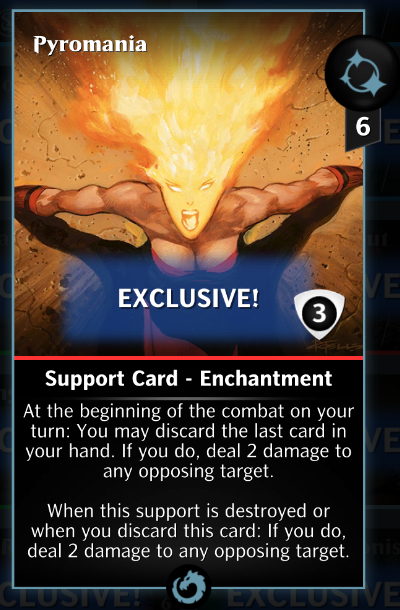 Pyromania
6
EXCLUSIVE!
3
Support Card - Enchantment
At the beginning of the combat on your
turn: You may discard the last card in
your hand. If you do, deal 2 damage to
any opposing target.
When this support is destroyed or
when you discard this card: If you do,
deal 2 damage to any opposing target.
EXCLUSIVE!